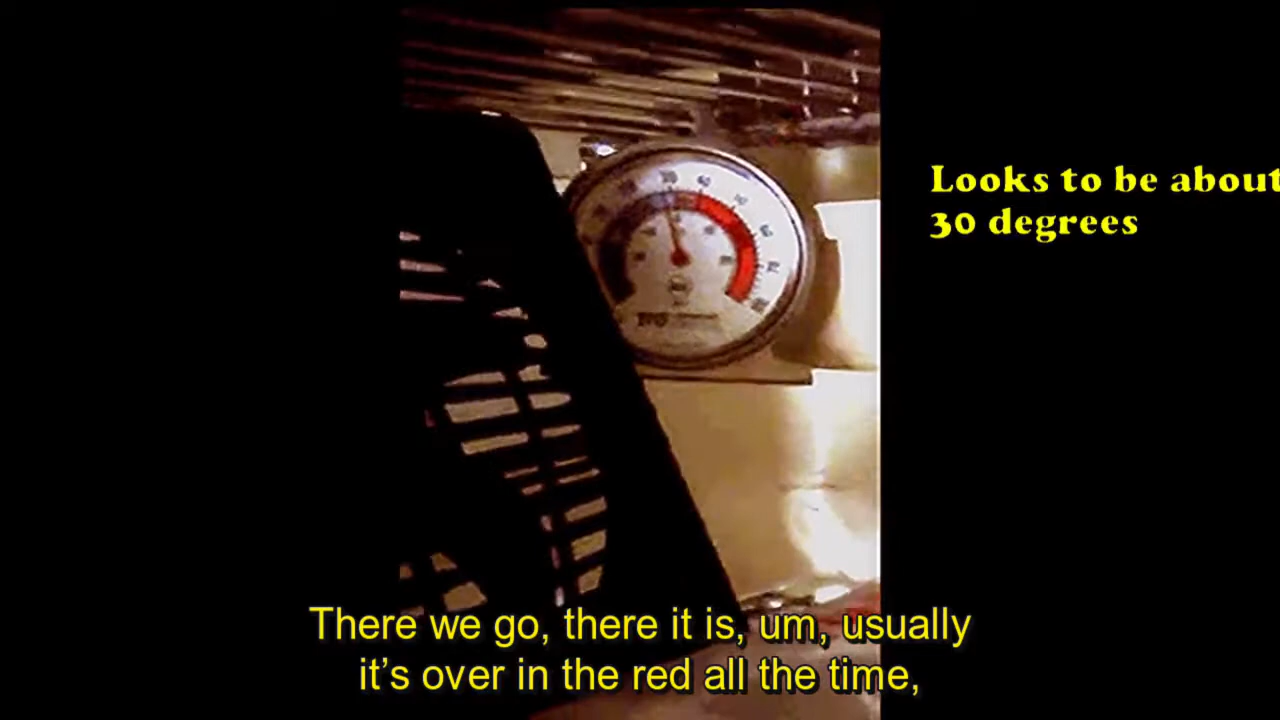 Looks to be about
30 degrees
There we go, there it is, um, usually
it's over in the red all the time,